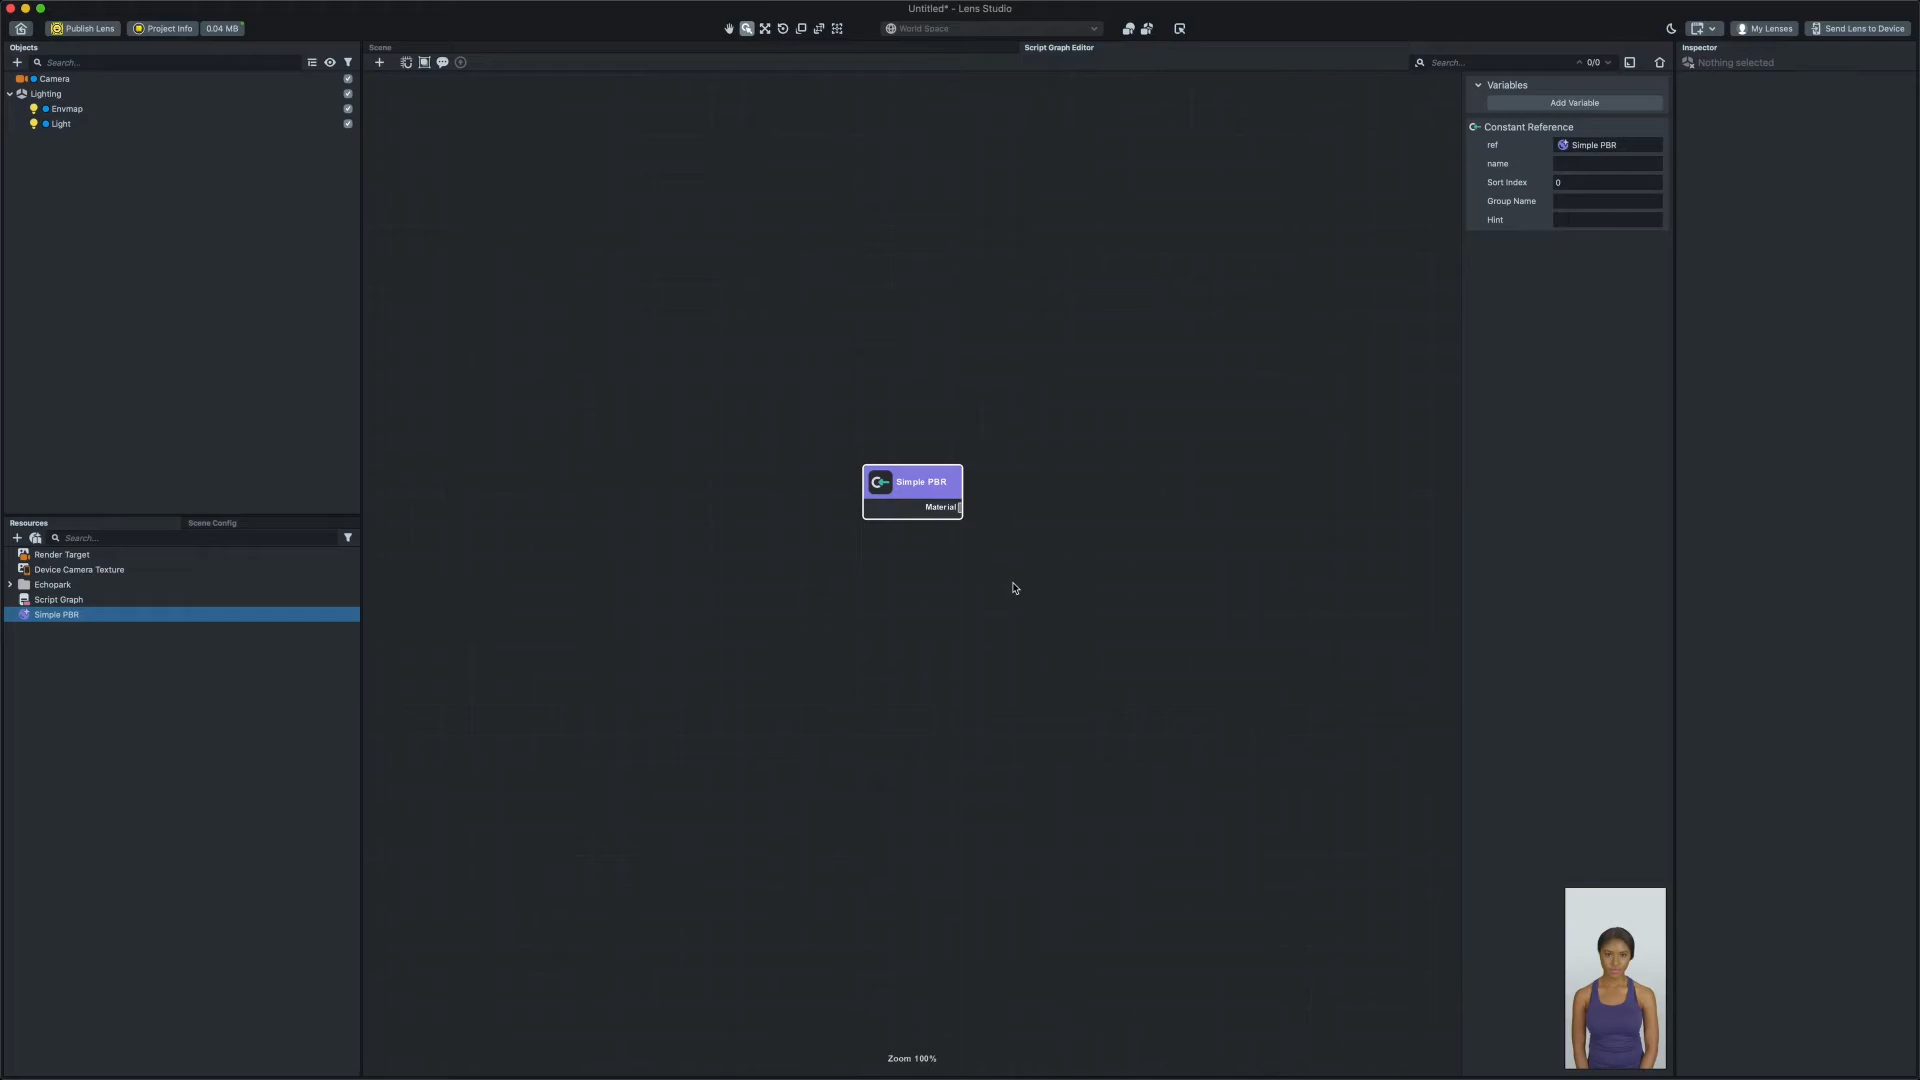 Untitled* - Lens Studio
Publish Lens
Project Info
0.04 MB
World Space
My Lenses
Send Lens to Device
Objects
Search...
Camera
Lighting
Envmap
Light
Resources
Scene Config
Search...
Render Target
Device Camera Texture
Echopark
Script Graph
Simple PBR
Scene
Script Graph Editor
Search...
0/0
Simple PBR
Material
Zoom 100%
Variables
Add Variable
Constant Reference
ref
Simple PBR
name
Sort Index
0
Group Name
Hint
Inspector
Nothing selected